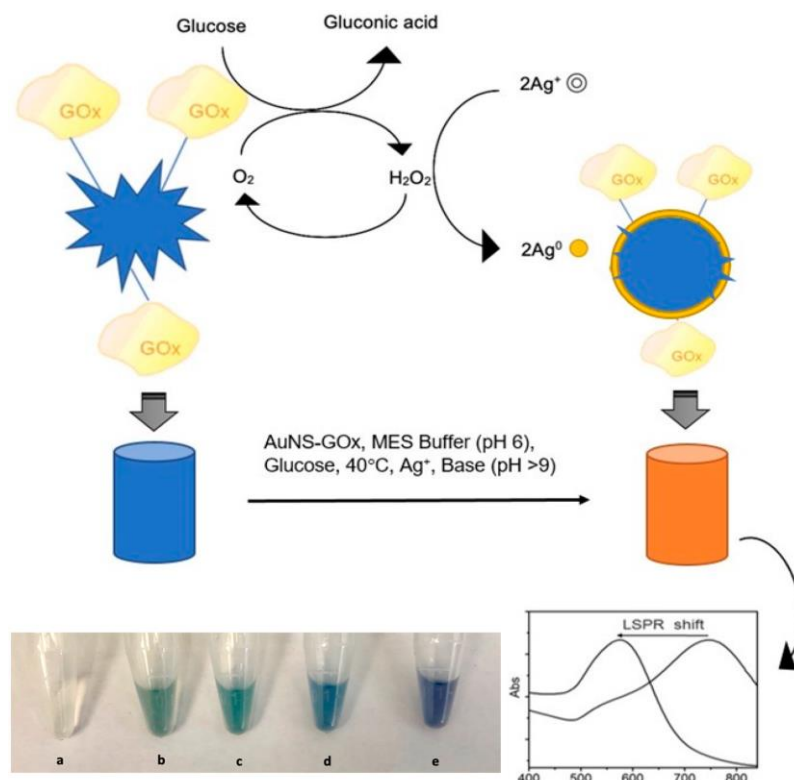 Glucose
Gluconic acid
GOx
GOx
2Ag⁺
O₂
H₂O₂
GOx
GOx
2Ag⁰
GOx
GOx
AuNS-GOx, MES Buffer (pH 6),
Glucose, 40°C, Ag⁺, Base (pH >9)
LSPR shift
Abs
a
b
c
d
e
400
500
600
700
800